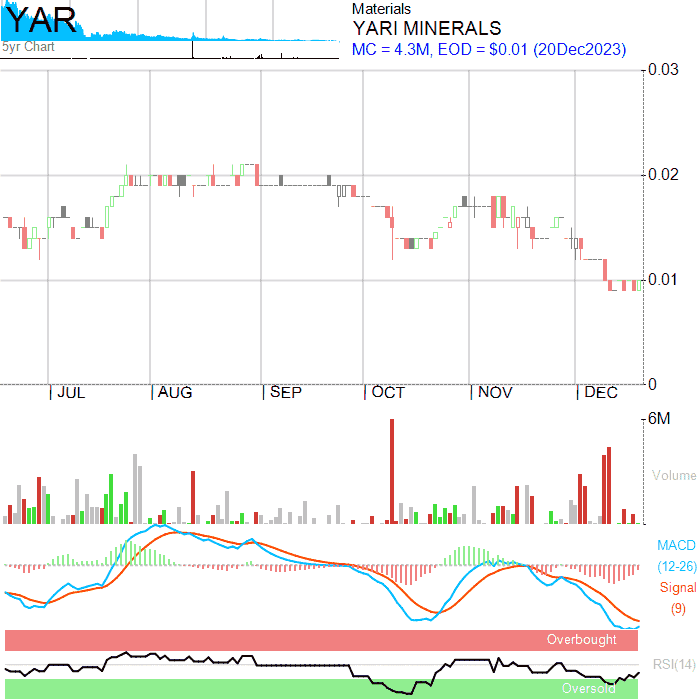 YAR
5yr Chart
Materials
YARI MINERALS
MC = 4.3M, EOD = $0.01 (20Dec2023)
0.03
0.02
0.01
0
JUL AUG SEP OCT NOV DEC
6M
Volume
MACD
(12-26)
Signal
(9)
Overbought
RSI(14)
Oversold